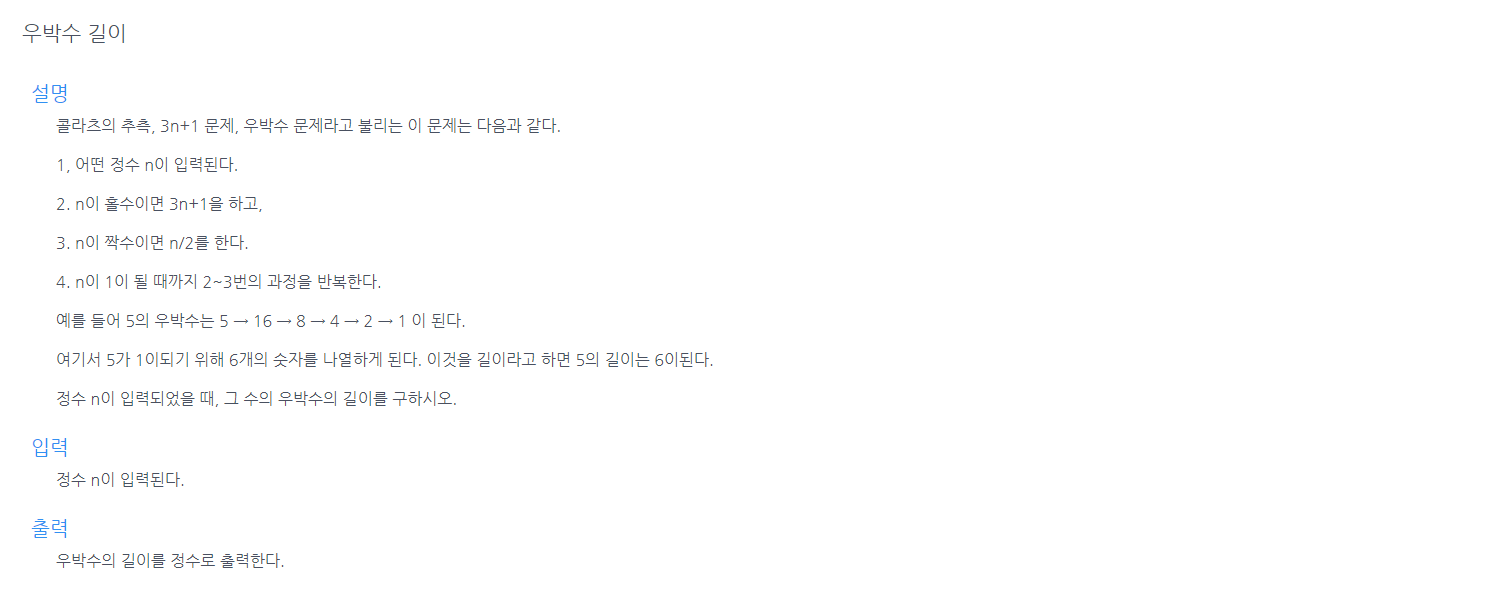 우박수 길이
설명
콜라츠의 추측, 3n+1 문제, 우박수 문제라고 불리는 이 문제는 다음과 같다.
1, 어떤 정수 n이 입력된다.
2. n이 홀수이면 3n+1을 하고,
3. n이 짝수이면 n/2를 한다.
4. n이 1이 될 때까지 2~3번의 과정을 반복한다.
예를 들어 5의 우박수는 5 → 16 → 8 → 4 → 2 → 1 이 된다.
여기서 5가 1이되기 위해 6개의 숫자를 나열하게 된다. 이것을 길이라고 하면 5의 길이는 6이된다.
정수 n이 입력되었을 때, 그 수의 우박수의 길이를 구하시오.
입력
정수 n이 입력된다.
출력
우박수의 길이를 정수로 출력한다.